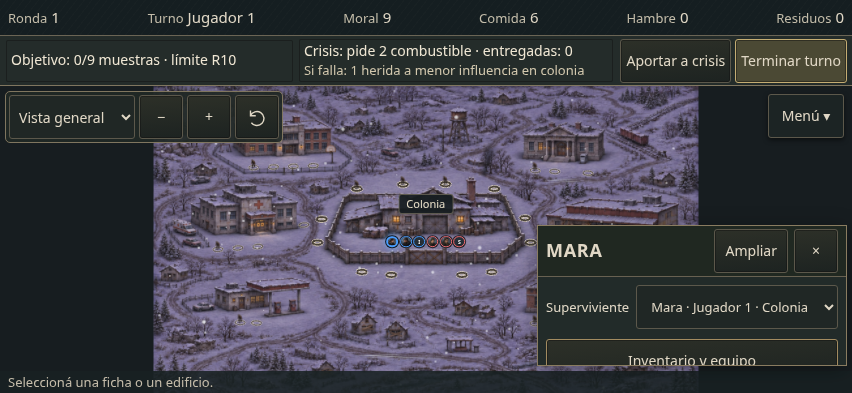 Ronda 1 Turno Jugador 1 Moral 9 Comida 6 Hambre 0 Residuos 0
Objetivo: 0/9 muestras · límite R10
Crisis: pide 2 combustible · entregadas: 0
Si falla: 1 herida a menor influencia en colonia
Aportar a crisis
Terminar turno
Vista general
−
+
Menú ▾
Colonia
MARA
Ampliar
×
Superviviente
Mara · Jugador 1 · Colonia
Inventario y equipo
Seleccioná una ficha o un edificio.